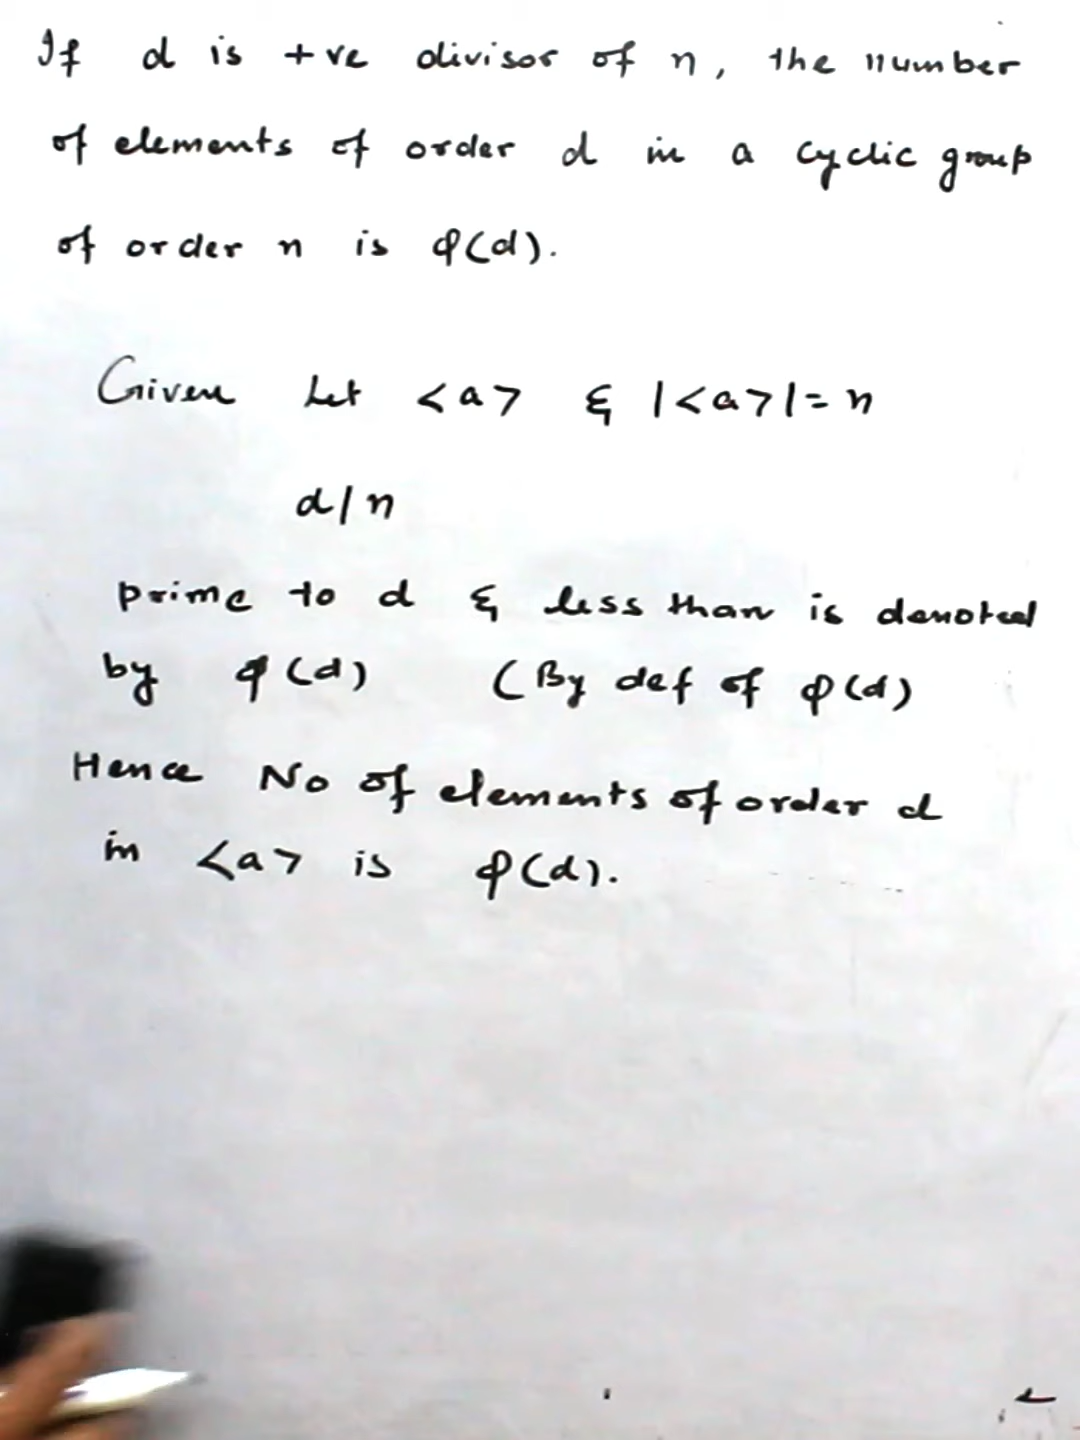 If d is +ve divisor of n, the number
of elements of order d in a cyclic group
of order n is φ(d).
Given Let <a> & |<a>|= n
d/n
prime to d & less than is denoted
by φ(d) (By def of φ(d)
Hence No of elements of order d
in <a> is φ(d).